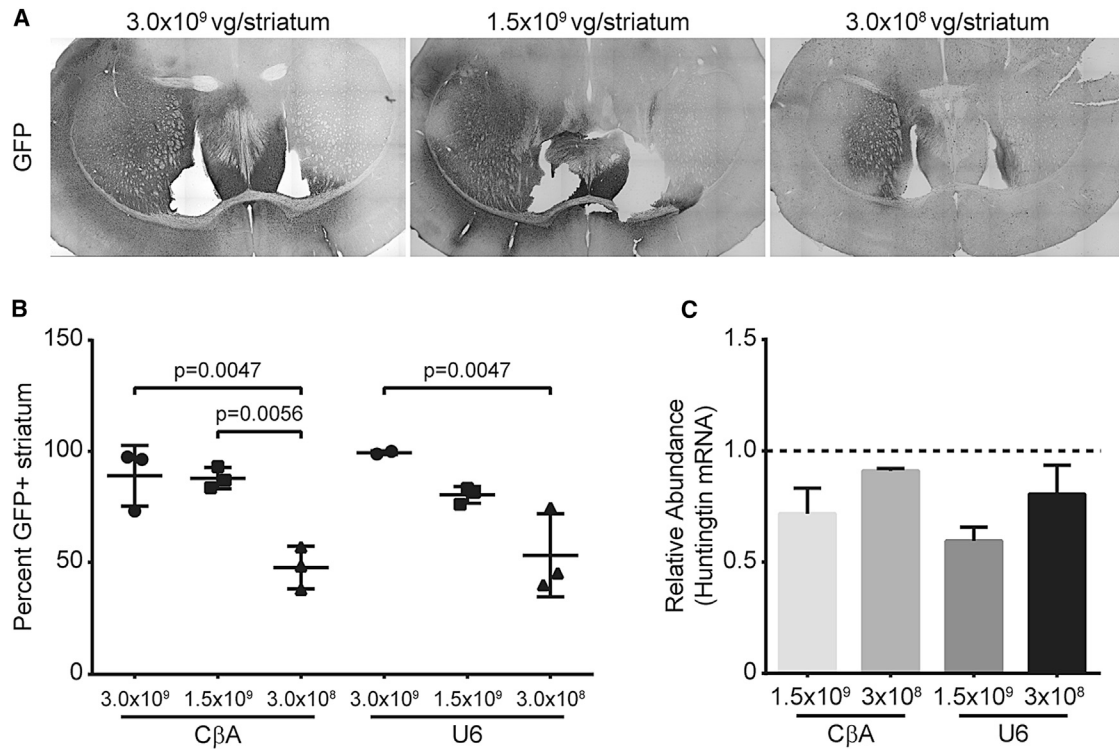 A
3.0x10⁹ vg/striatum 1.5x10⁹ vg/striatum 3.0x10⁸ vg/striatum
GFP
B
Percent GFP+ striatum
150
100
50
0
p=0.0047
p=0.0056
p=0.0047
3.0x10⁹ 1.5x10⁹ 3.0x10⁸ 3.0x10⁹ 1.5x10⁹ 3.0x10⁸
CβA U6
C
Relative Abundance
(Huntingtin mRNA)
1.5
1.0
0.5
0
1.5x10⁹ 3x10⁸ 1.5x10⁹ 3x10⁸
CβA U6